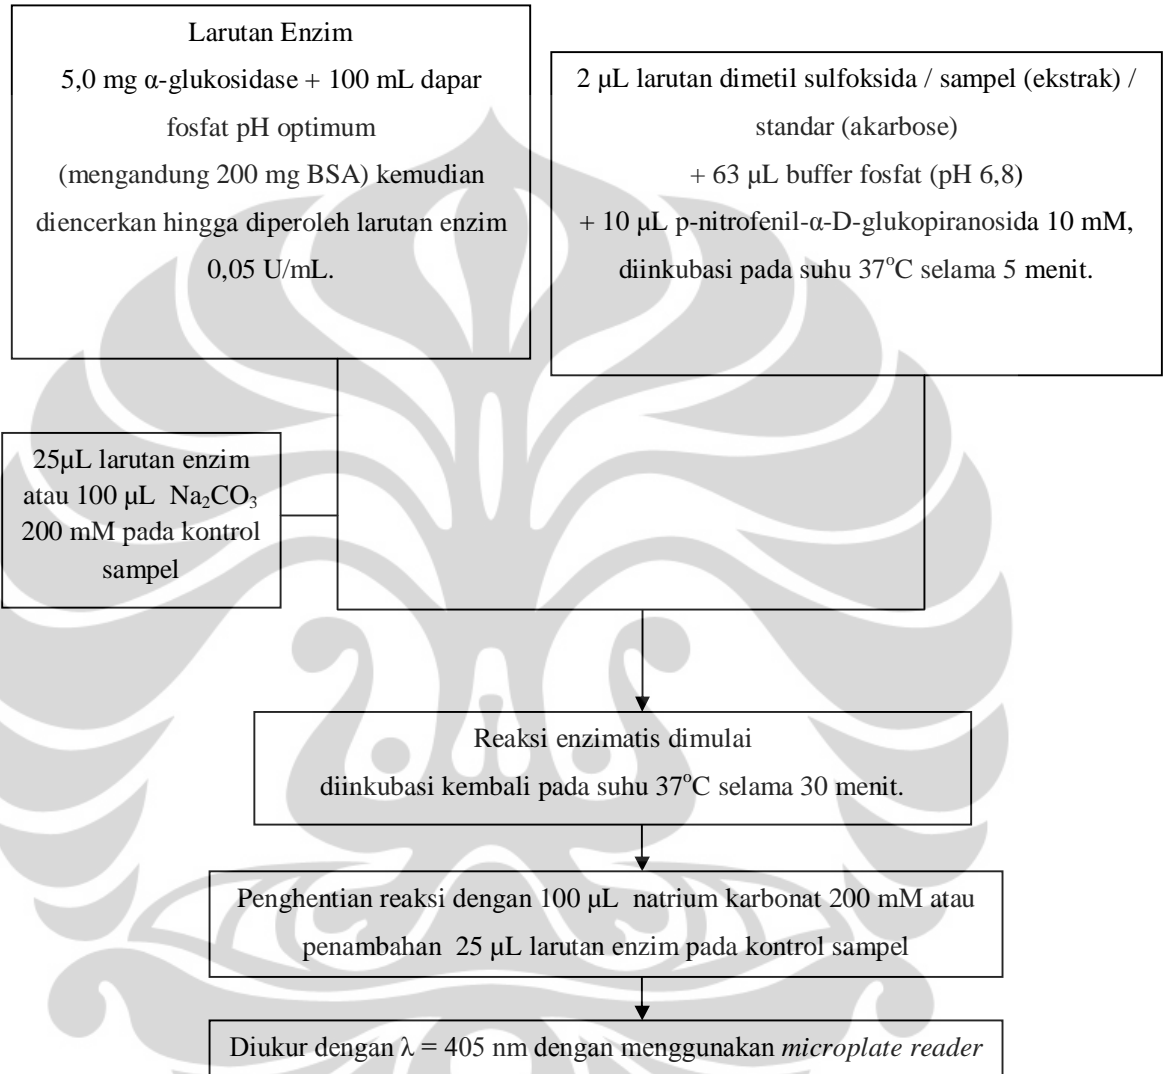 Larutan Enzim
5,0 mg α-glukosidase + 100 mL dapar
fosfat pH optimum
(mengandung 200 mg BSA) kemudian
diencerkan hingga diperoleh larutan enzim
0,05 U/mL.
2 µL larutan dimetil sulfoksida / sampel (ekstrak) /
standar (akarbose)
+ 63 µL buffer fosfat (pH 6,8)
+ 10 µL p-nitrofenil-α-D-glukopiranosida 10 mM,
diinkubasi pada suhu 37°C selama 5 menit.
25µL larutan enzim
atau 100 µL Na₂CO₃
200 mM pada kontrol
sampel
Reaksi enzimatis dimulai
diinkubasi kembali pada suhu 37°C selama 30 menit.
Penghentian reaksi dengan 100 µL natrium karbonat 200 mM atau
penambahan 25 µL larutan enzim pada kontrol sampel
Diukur dengan λ = 405 nm dengan menggunakan microplate reader